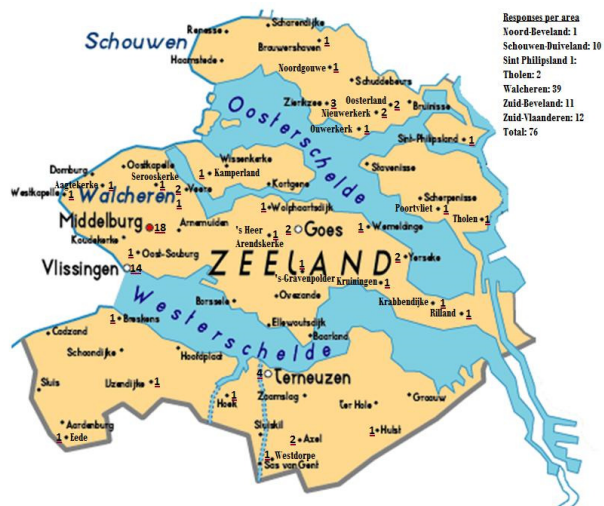 Responses per area
Noord-Beveland: 1
Schouwen-Duiveland: 10
Sint Philipsland 1:
Tholen: 2
Walcheren: 39
Zuid-Beveland: 11
Zuid-Vlaanderen: 12
Total: 76
Schouwen
Renesse
Scharendijke
Brouwershaven 1
Haamstede
Noordgouwe 1
Schuddebeurs
Oosterschelde
Zierikzee 3
Oosterland 2
Nieuwerkerk 2
Bruinisse
Ouwerkerk 1
Sint-Philipsland 1
Stavenisse
Scherpenisse
Poortvliet 1
Tholen 1
Domburg
Oostkapelle
Wissenkerke
Serooskerke 1
Aagtekerke 1
1 Kamperland
Westkapelle 1
Walcheren
2 Veere
1
Kortgene
Middelburg 18
Arnemuiden
1 Wolphaartsdijk
Koudekerke
's Heer
Arendskerke 1
2 Goes
1 Wemeldinge
1 Oost-Souburg
Vlissingen 14
ZEELAND
1
's-Gravenpolder
2 Yerseke
Kruiningen 1
Borssele
Ovezande
Krabbendijke 1
Rilland 1
Westerschelde
Ellewoutsdijk
Baarland
1 Breskens
Cadzand
Schoondijke
Hoofdplaat
4 Terneuzen
Sluis
IJzendijke 1
Hoek 1
Zaamslag
Ter Hole
Graauw
Aardenburg
1 Eede
Sluiskil
2 Axel
1 Hulst
1 Westdorpe
Sas van Gent